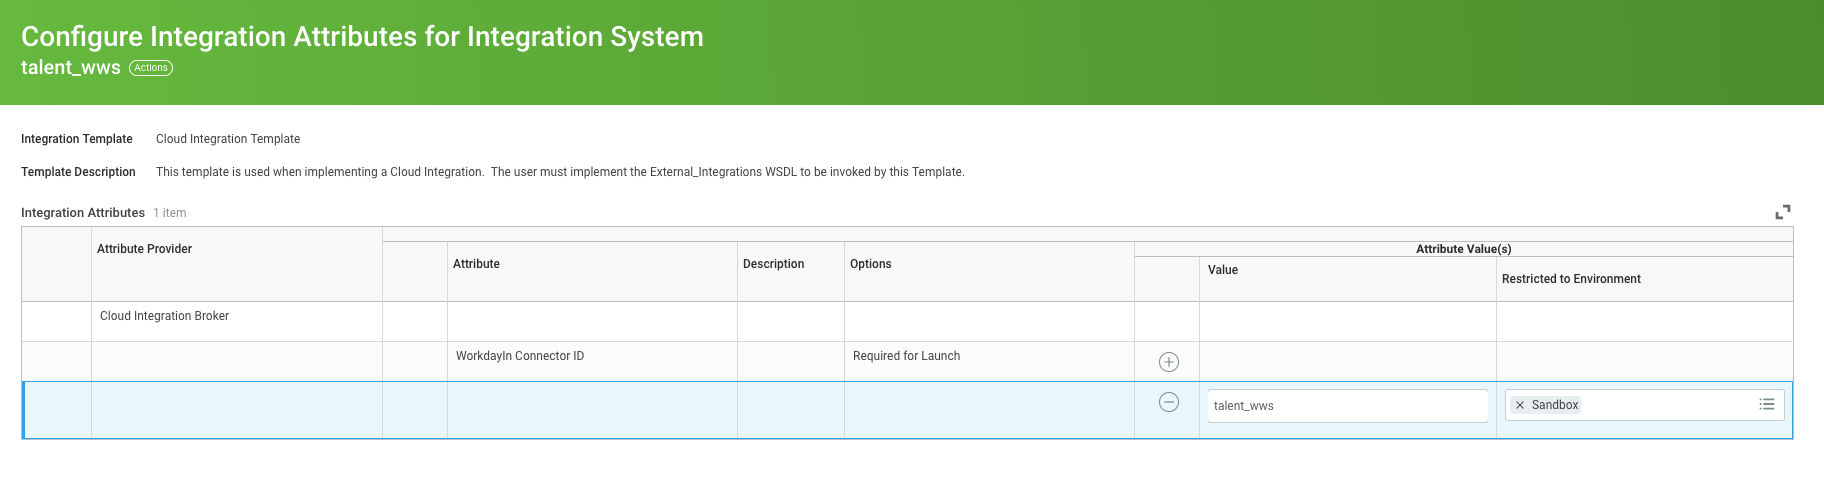 Configure Integration Attributes for Integration System
talent_wws Actions
Integration Template Cloud Integration Template
Template Description This template is used when implementing a Cloud Integration. The user must implement the External_Integrations WSDL to be invoked by this Template.
Integration Attributes 1 item
Attribute Provider
Attribute Value(s)
Attribute Description Options
Value
Restricted to Environment
Cloud Integration Broker
WorkdayIn Connector ID Required for Launch
talent_wws Sandbox